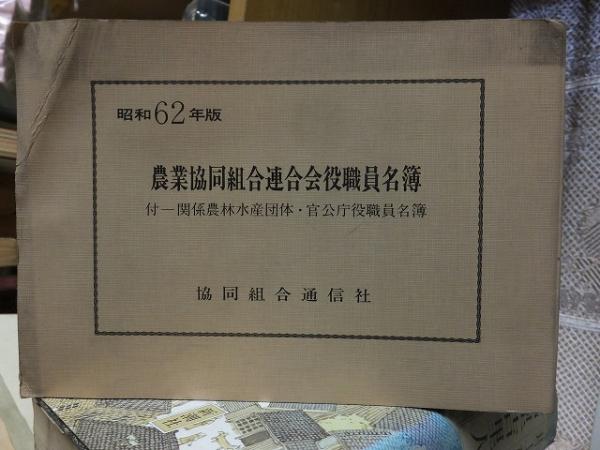 昭和62年版
農業協同組合連合会役職員名簿
付―関係農林水産団体・官公庁役職員名簿
協同組合通信社